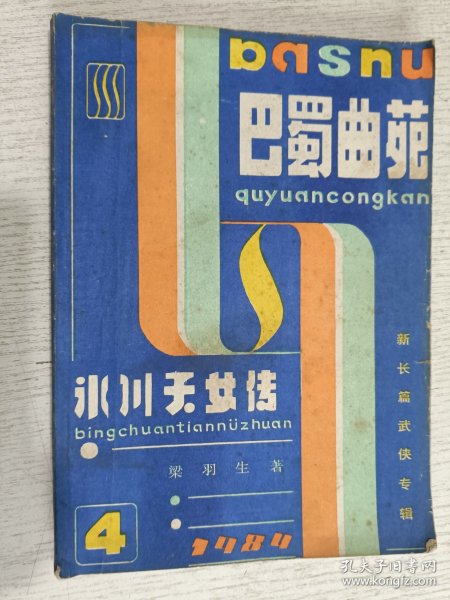 bashu
巴蜀曲苑
quyuancongkan
新长篇武侠专辑
冰川天女传
bingchuantiannüzhuan
梁羽生著
4
1984
孔夫子旧书网
www.kongfz.com